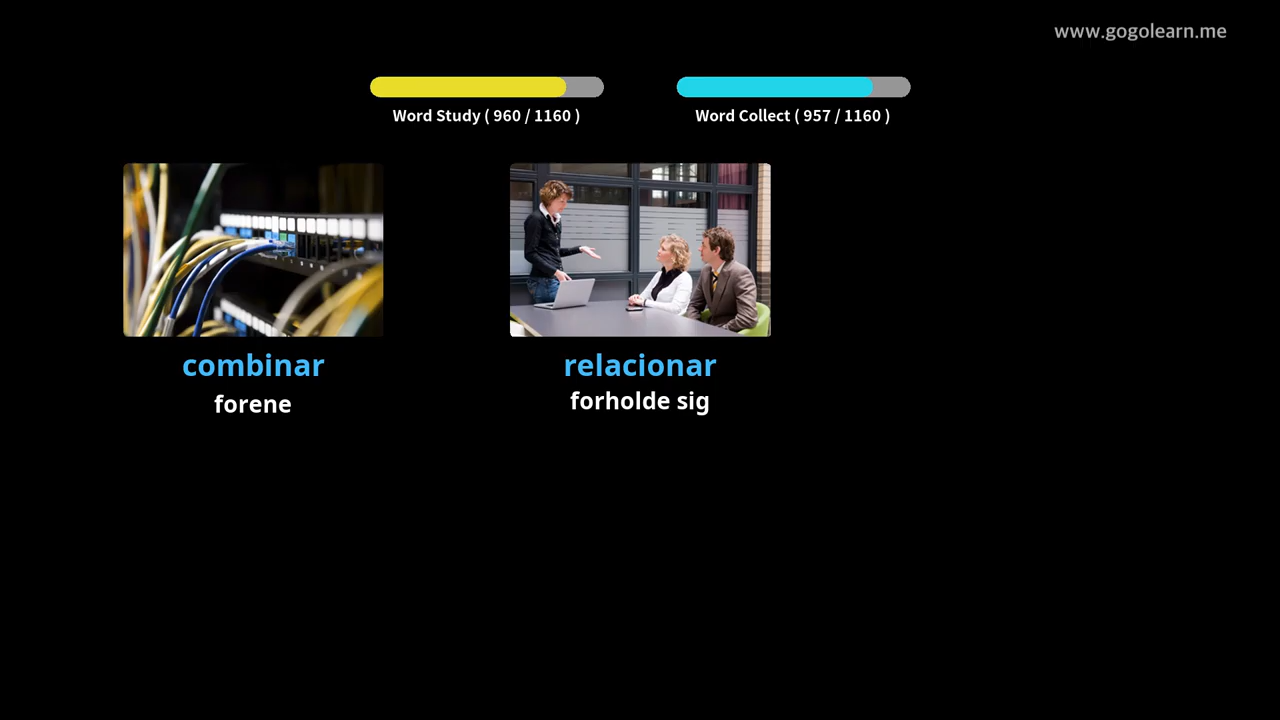 www.gogolearn.me
Word Study ( 960 / 1160 )
Word Collect ( 957 / 1160 )
combinar
forene
relacionar
forholde sig